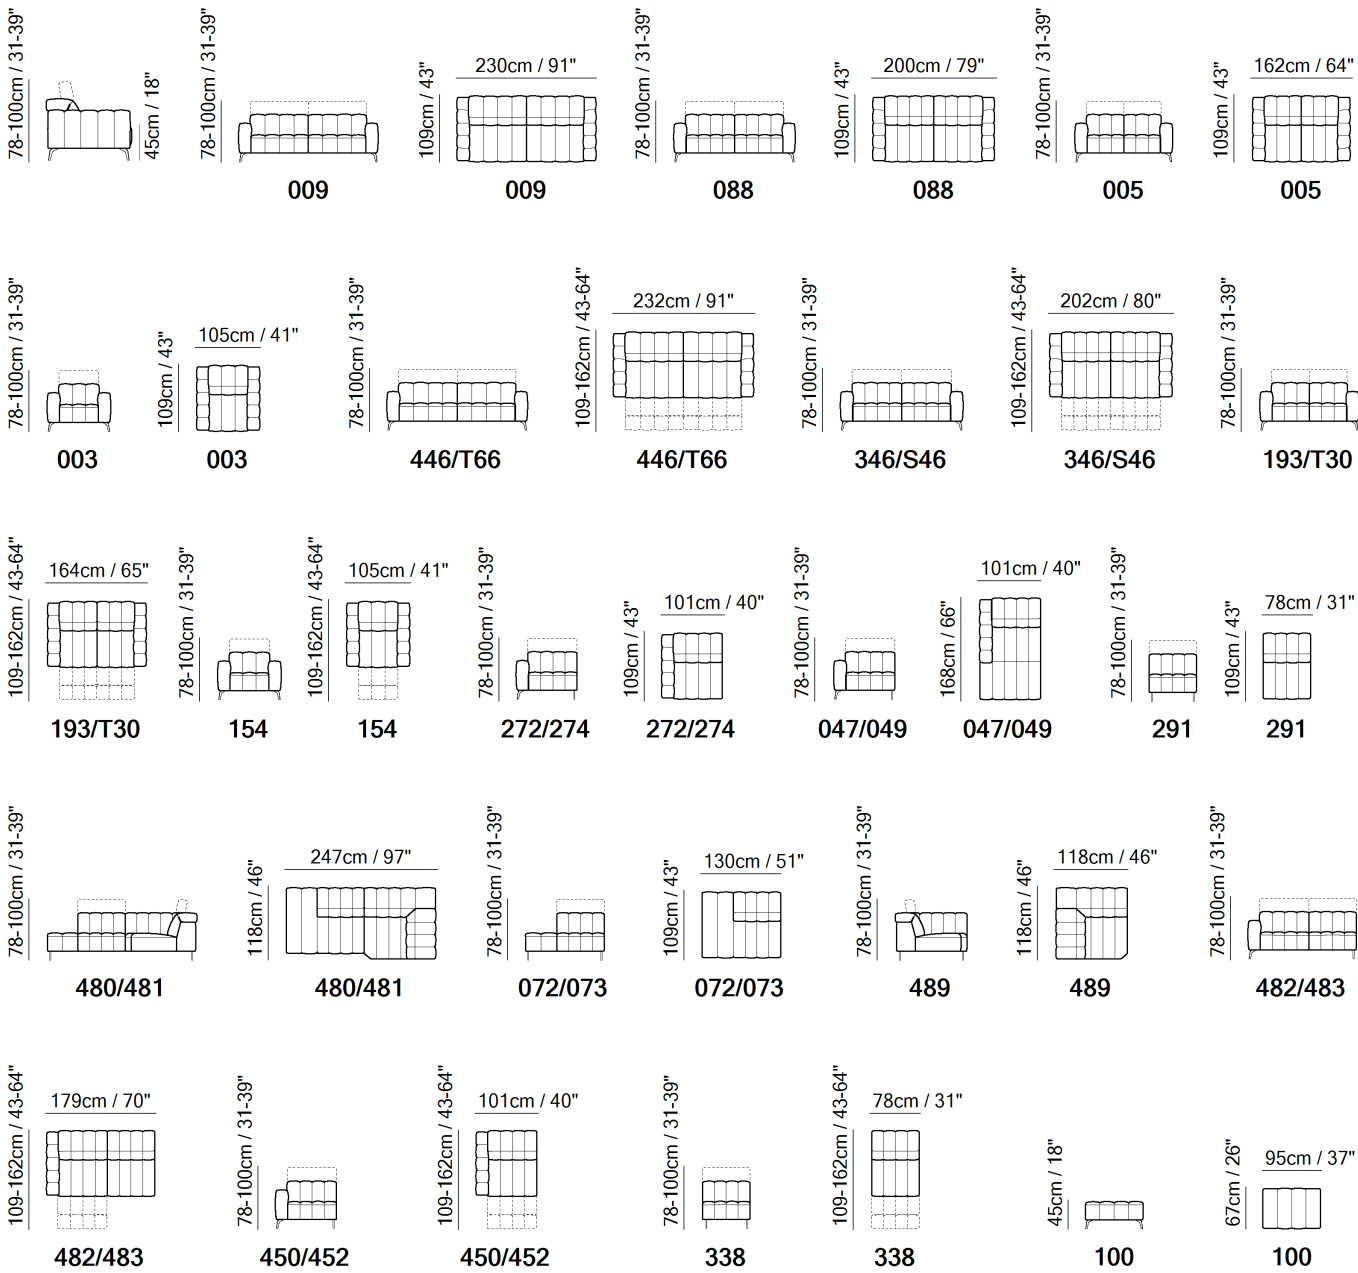 78-100cm / 31-39"
45cm / 18"
78-100cm / 31-39"
009
109cm / 43"
230cm / 91"
009
78-100cm / 31-39"
088
109cm / 43"
200cm / 79"
088
78-100cm / 31-39"
005
109cm / 43"
162cm / 64"
005
78-100cm / 31-39"
003
109cm / 43"
105cm / 41"
003
78-100cm / 31-39"
446/T66
109-162cm / 43-64"
232cm / 91"
446/T66
78-100cm / 31-39"
346/S46
109-162cm / 43-64"
202cm / 80"
346/S46
78-100cm / 31-39"
193/T30
109-162cm / 43-64"
164cm / 65"
193/T30
78-100cm / 31-39"
154
109-162cm / 43-64"
105cm / 41"
154
78-100cm / 31-39"
272/274
109cm / 43"
101cm / 40"
272/274
78-100cm / 31-39"
047/049
168cm / 66"
101cm / 40"
047/049
78-100cm / 31-39"
291
109cm / 43"
78cm / 31"
291
78-100cm / 31-39"
480/481
118cm / 46"
247cm / 97"
480/481
78-100cm / 31-39"
072/073
109cm / 43"
130cm / 51"
072/073
78-100cm / 31-39"
489
118cm / 46"
118cm / 46"
489
78-100cm / 31-39"
482/483
109-162cm / 43-64"
179cm / 70"
482/483
78-100cm / 31-39"
450/452
109-162cm / 43-64"
101cm / 40"
450/452
78-100cm / 31-39"
338
109-162cm / 43-64"
78cm / 31"
338
45cm / 18"
100
67cm / 26"
95cm / 37"
100